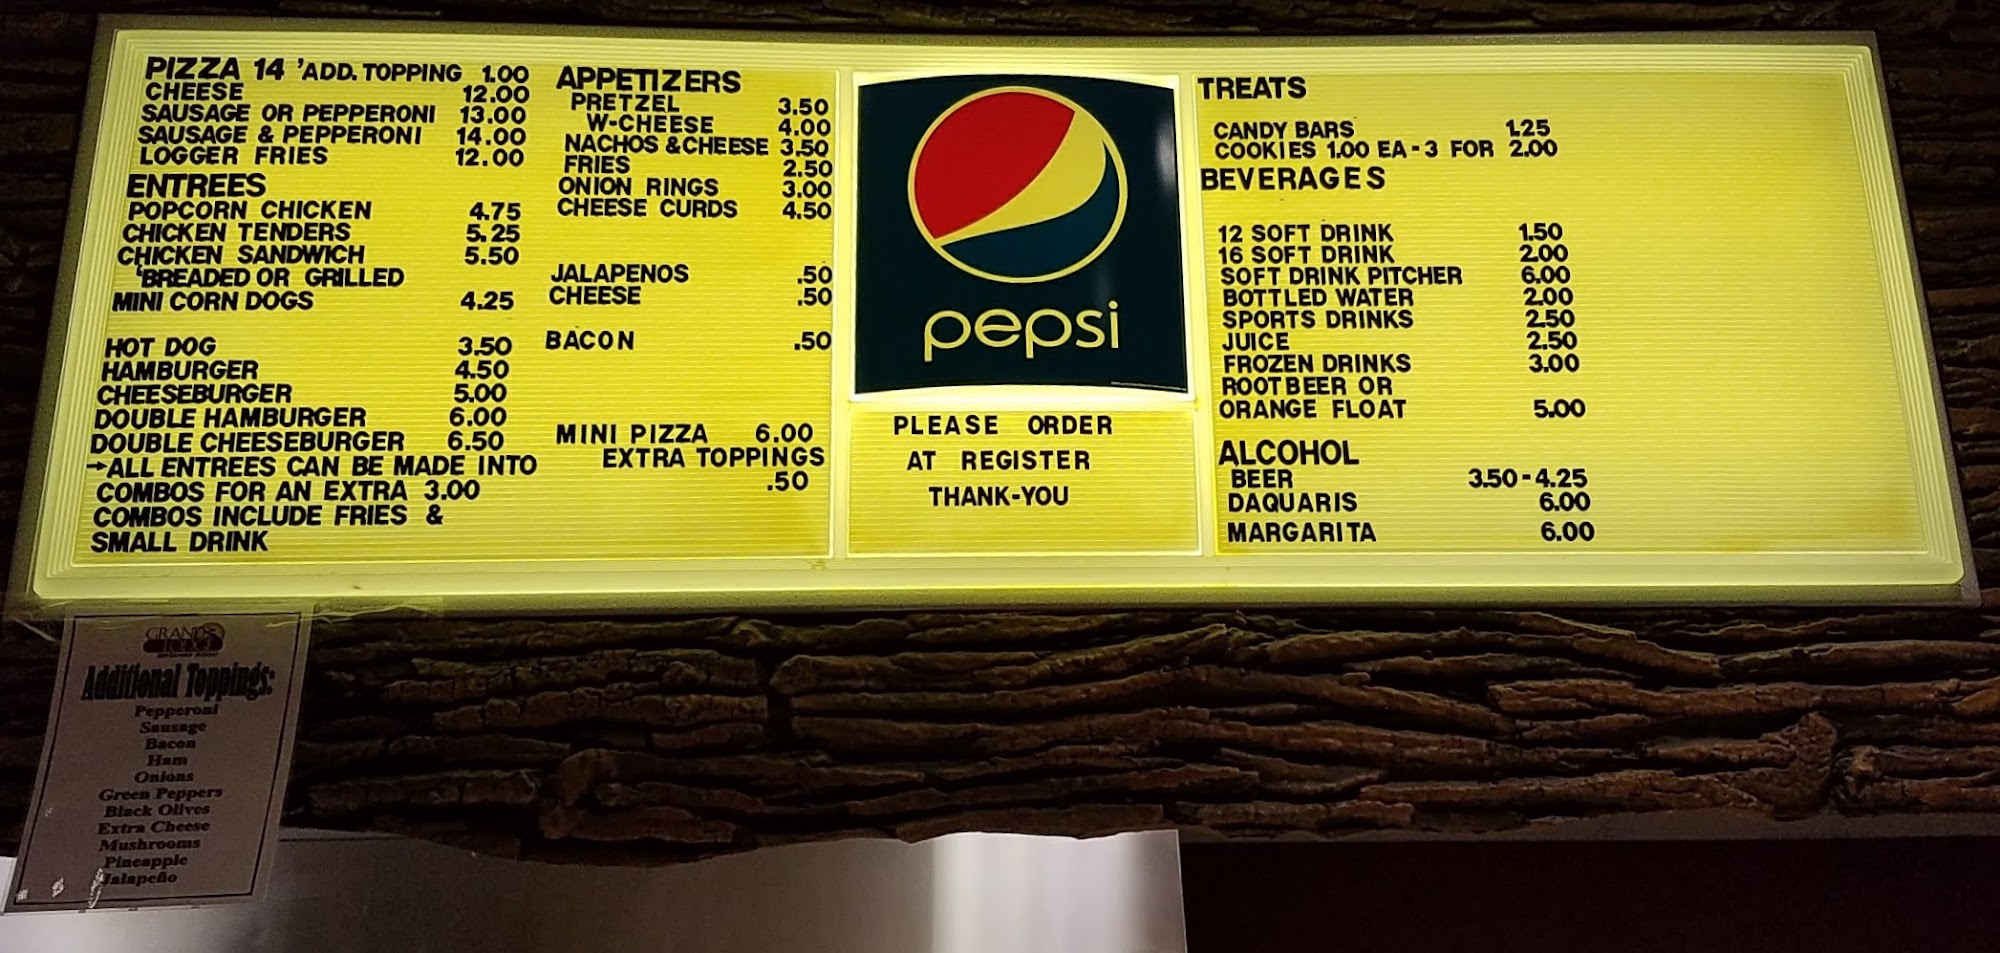 PIZZA 14 'ADD. TOPPING 1.00
CHEESE 12.00
SAUSAGE OR PEPPERONI 13.00
SAUSAGE & PEPPERONI 14.00
LOGGER FRIES 12.00
ENTREES
POPCORN CHICKEN 4.75
CHICKEN TENDERS 5.25
CHICKEN SANDWICH 5.50
'BREADED OR GRILLED
MINI CORN DOGS 4.25
HOT DOG 3.50
HAMBURGER 4.50
CHEESEBURGER 5.00
DOUBLE HAMBURGER 6.00
DOUBLE CHEESEBURGER 6.50
→ALL ENTREES CAN BE MADE INTO
COMBOS FOR AN EXTRA 3.00
COMBOS INCLUDE FRIES &
SMALL DRINK
APPETIZERS
PRETZEL 3.50
W-CHEESE 4.00
NACHOS & CHEESE 3.50
FRIES 2.50
ONION RINGS 3.00
CHEESE CURDS 4.50
JALAPENOS .50
CHEESE .50
BACON .50
MINI PIZZA 6.00
EXTRA TOPPINGS
.50
pepsi
PLEASE ORDER
AT REGISTER
THANK-YOU
TREATS
CANDY BARS 1.25
COOKIES 1.00 EA - 3 FOR 2.00
BEVERAGES
12 SOFT DRINK 1.50
16 SOFT DRINK 2.00
SOFT DRINK PITCHER 6.00
BOTTLED WATER 2.00
SPORTS DRINKS 2.50
JUICE 2.50
FROZEN DRINKS 3.00
ROOTBEER OR
ORANGE FLOAT 5.00
ALCOHOL
BEER 3.50 - 4.25
DAQUARIS 6.00
MARGARITA 6.00
GRAND
LODGE
Additional Toppings:
Pepperoni
Sausage
Bacon
Ham
Onions
Green Peppers
Black Olives
Extra Cheese
Mushrooms
Pineapple
Jalapeño